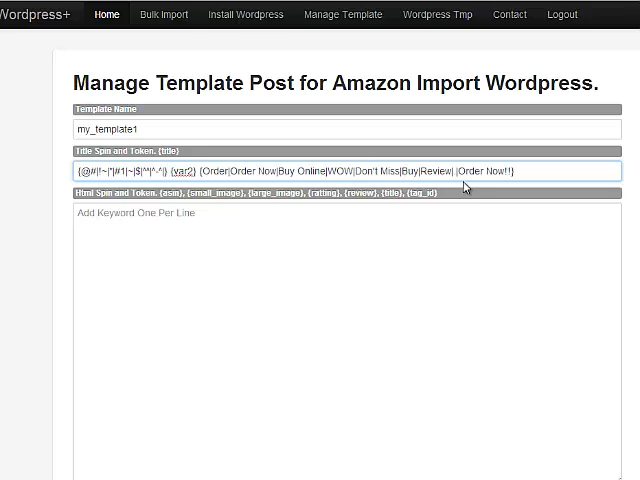 Wordpress+ Home Bulk Import Install Wordpress Manage Template Wordpress Tmp Contact Logout
Manage Template Post for Amazon Import Wordpress.
Template Name
my_template1
Title Spin and Token. {title}
{@#|!~|*|#1|~|$|^*|^-^|} {var2} {Order|Order Now|Buy Online|WOW|Don't Miss|Buy|Review|.|Order Now!!}
Html Spin and Token. {asin}, {small_image}, {large_image}, {ratting}, {review}, {title}, {tag_id}
Add Keyword One Per Line